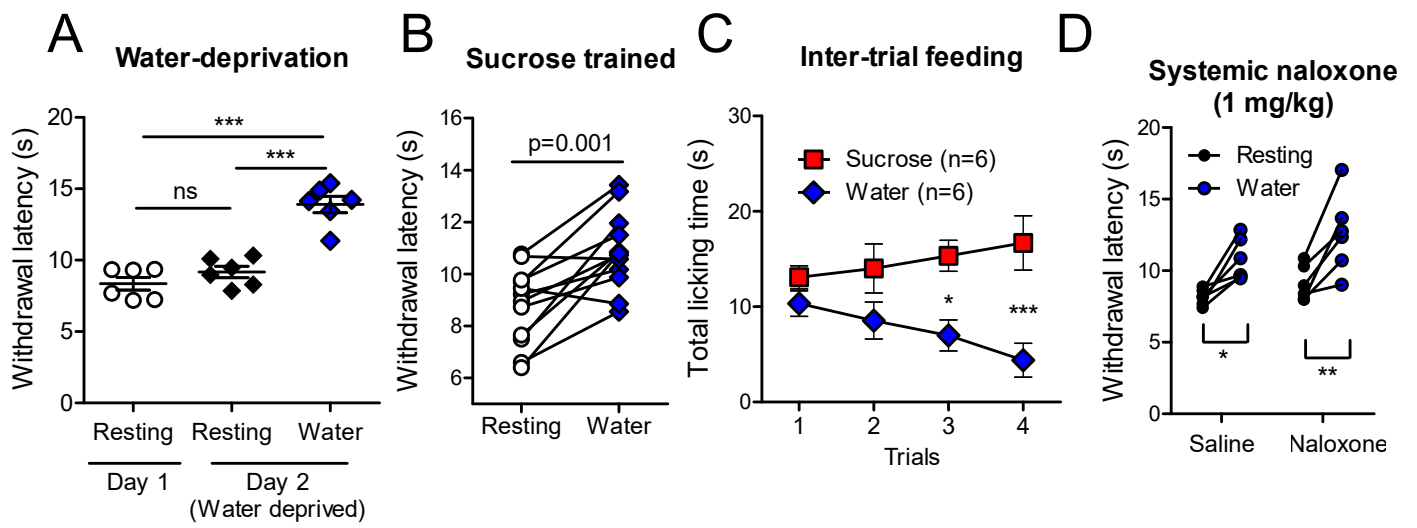 A
Water-deprivation
Withdrawal latency (s)
20
15
10
5
0
***
***
ns
Resting
Resting
Water
Day 1
Day 2
(Water deprived)
B
Sucrose trained
Withdrawal latency (s)
16
14
12
10
8
6
p=0.001
Resting
Water
C
Inter-trial feeding
Total licking time (s)
30
20
10
0
Sucrose (n=6)
Water (n=6)
*
***
1
2
3
4
Trials
D
Systemic naloxone
(1 mg/kg)
Withdrawal latency (s)
20
15
10
5
0
Resting
Water
*
**
Saline
Naloxone